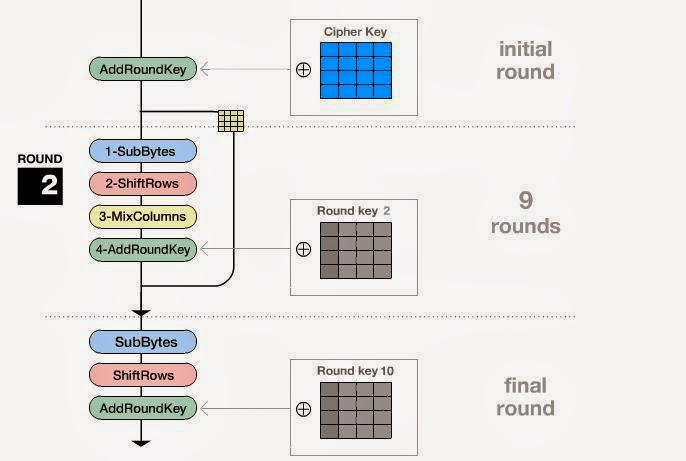 Cipher Key
initial
round
AddRoundKey
ROUND
2
1-SubBytes
2-ShiftRows
3-MixColumns
4-AddRoundKey
Round key 2
9
rounds
SubBytes
ShiftRows
AddRoundKey
Round key 10
final
round